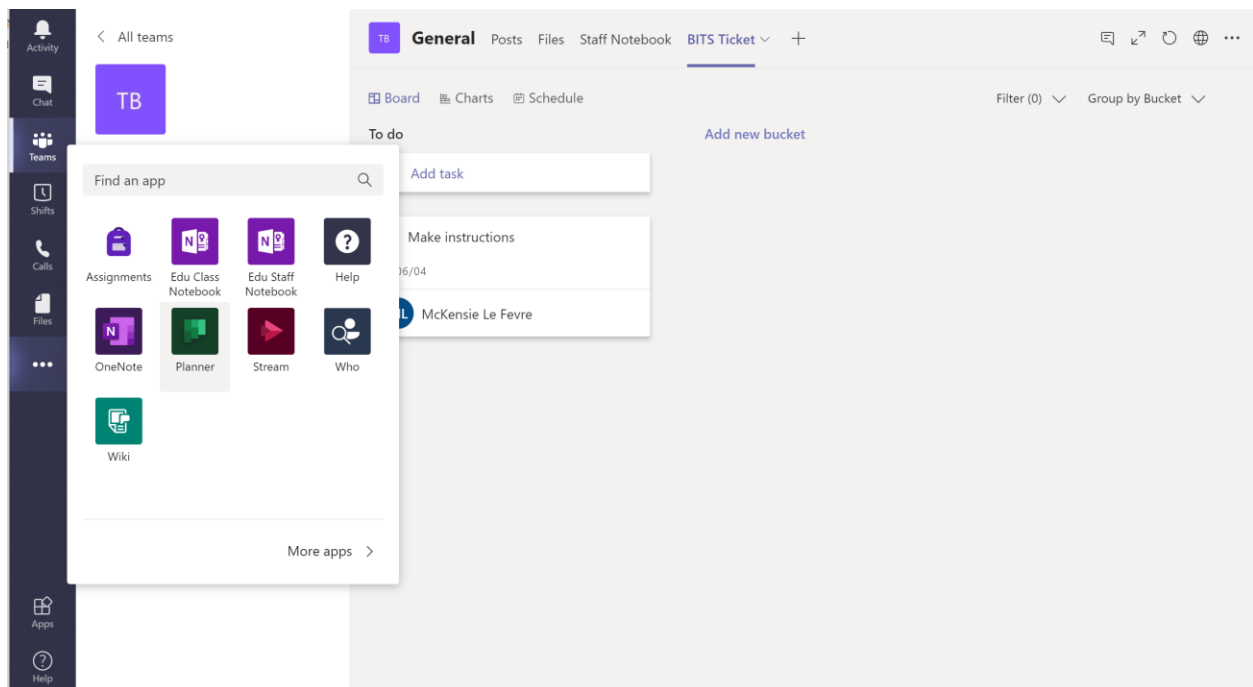 Activity
Chat
Teams
Shifts
Calls
Files
Apps
Help
All teams
TB
Find an app
Assignments
Edu Class
Notebook
Edu Staff
Notebook
Help
OneNote
Planner
Stream
Who
Wiki
More apps
TB General Posts Files Staff Notebook BITS Ticket
Board Charts Schedule
Filter (0) Group by Bucket
To do
Add new bucket
Add task
Make instructions
06/04
McKensie Le Fevre